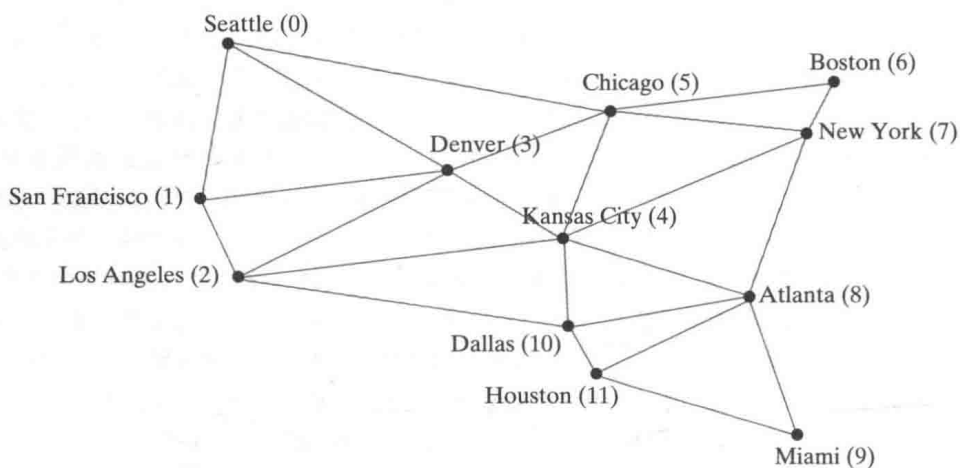 Seattle (0)
Boston (6)
Chicago (5)
New York (7)
Denver (3)
San Francisco (1)
Kansas City (4)
Los Angeles (2)
Atlanta (8)
Dallas (10)
Houston (11)
Miami (9)